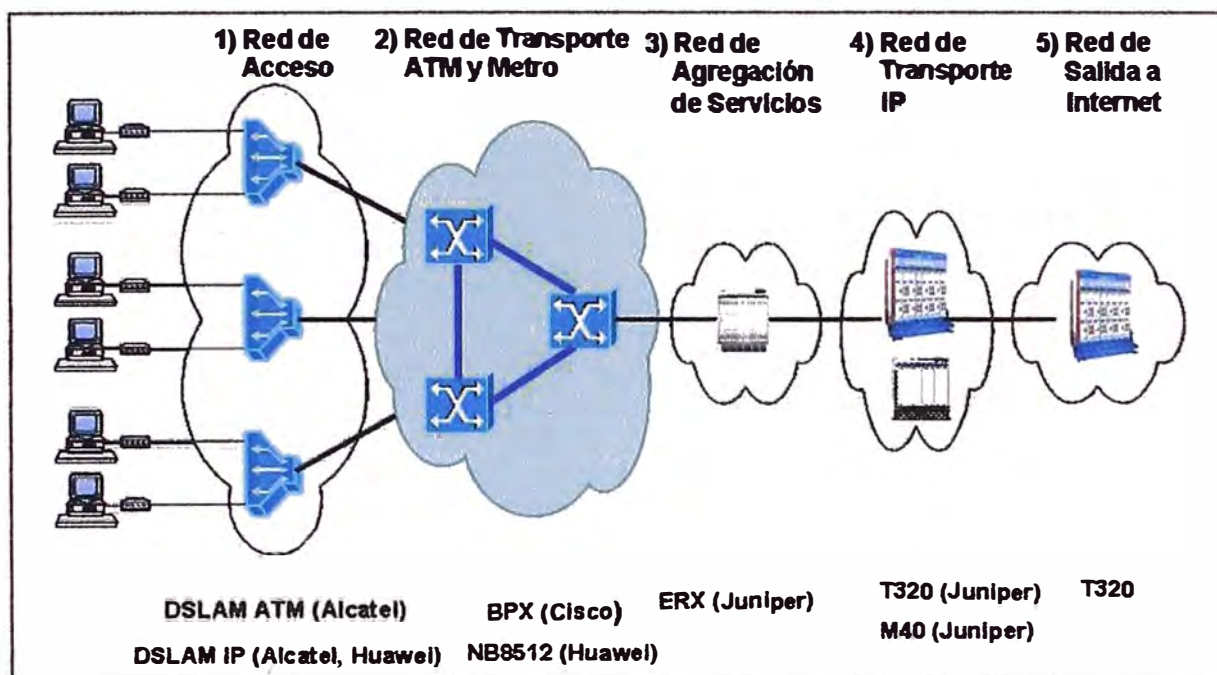 1) Red de
Acceso
2) Red de Transporte
ATM y Metro
3) Red de
Agregación
de Servicios
4) Red de
Transporte
IP
5) Red de
Salida a
Internet
DSLAM ATM (Alcatel)
DSLAM IP (Alcatel, Huawei)
BPX (Cisco)
NB8512 (Huawei)
ERX (Juniper)
T320 (Juniper)
M40 (Juniper)
T320